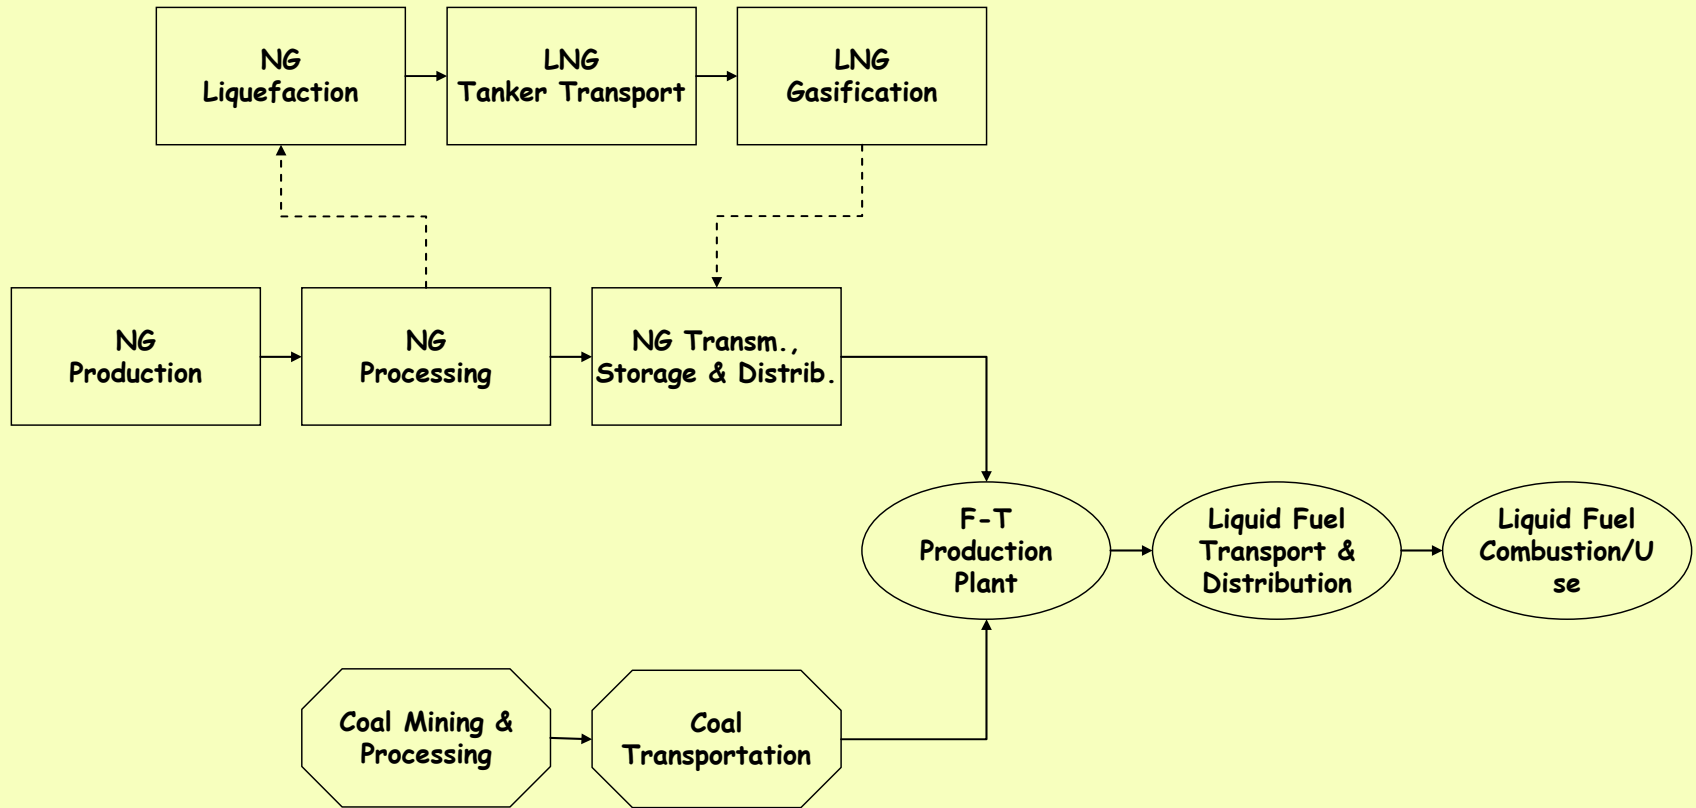 NG
Liquefaction
LNG
Tanker Transport
LNG
Gasification
NG
Production
NG
Processing
NG Transm.,
Storage & Distrib.
F-T
Production
Plant
Liquid Fuel
Transport &
Distribution
Liquid Fuel
Combustion/U
se
Coal Mining &
Processing
Coal
Transportation